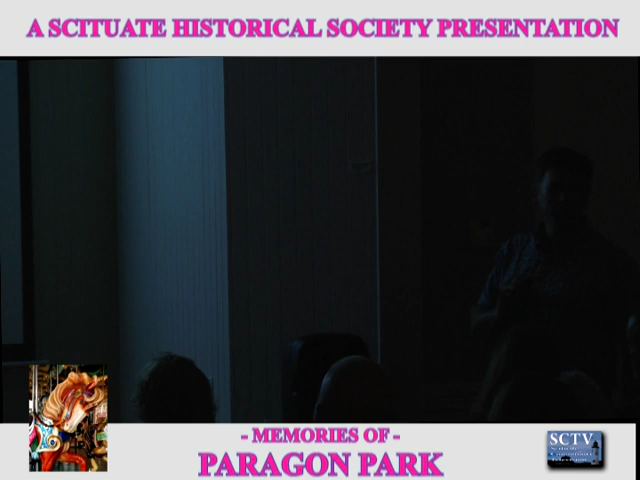 A SCITUATE HISTORICAL SOCIETY PRESENTATION
- MEMORIES OF -
PARAGON PARK
SCTV